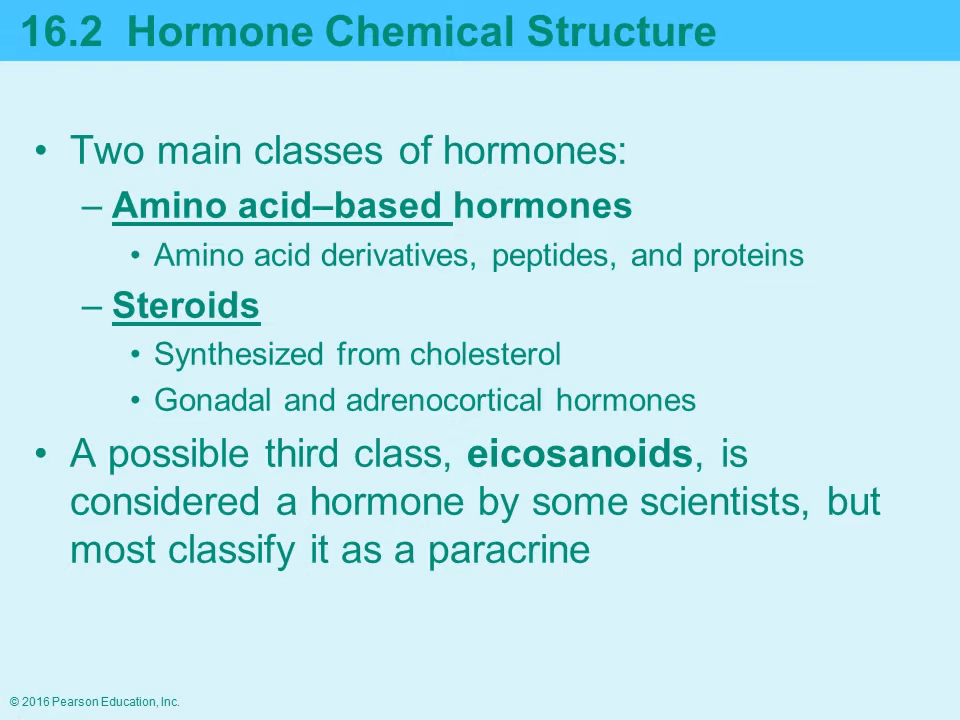 16.2 Hormone Chemical Structure
• Two main classes of hormones:
– Amino acid–based hormones
• Amino acid derivatives, peptides, and proteins
– Steroids
• Synthesized from cholesterol
• Gonadal and adrenocortical hormones
• A possible third class, eicosanoids, is
considered a hormone by some scientists, but
most classify it as a paracrine
© 2016 Pearson Education, Inc.